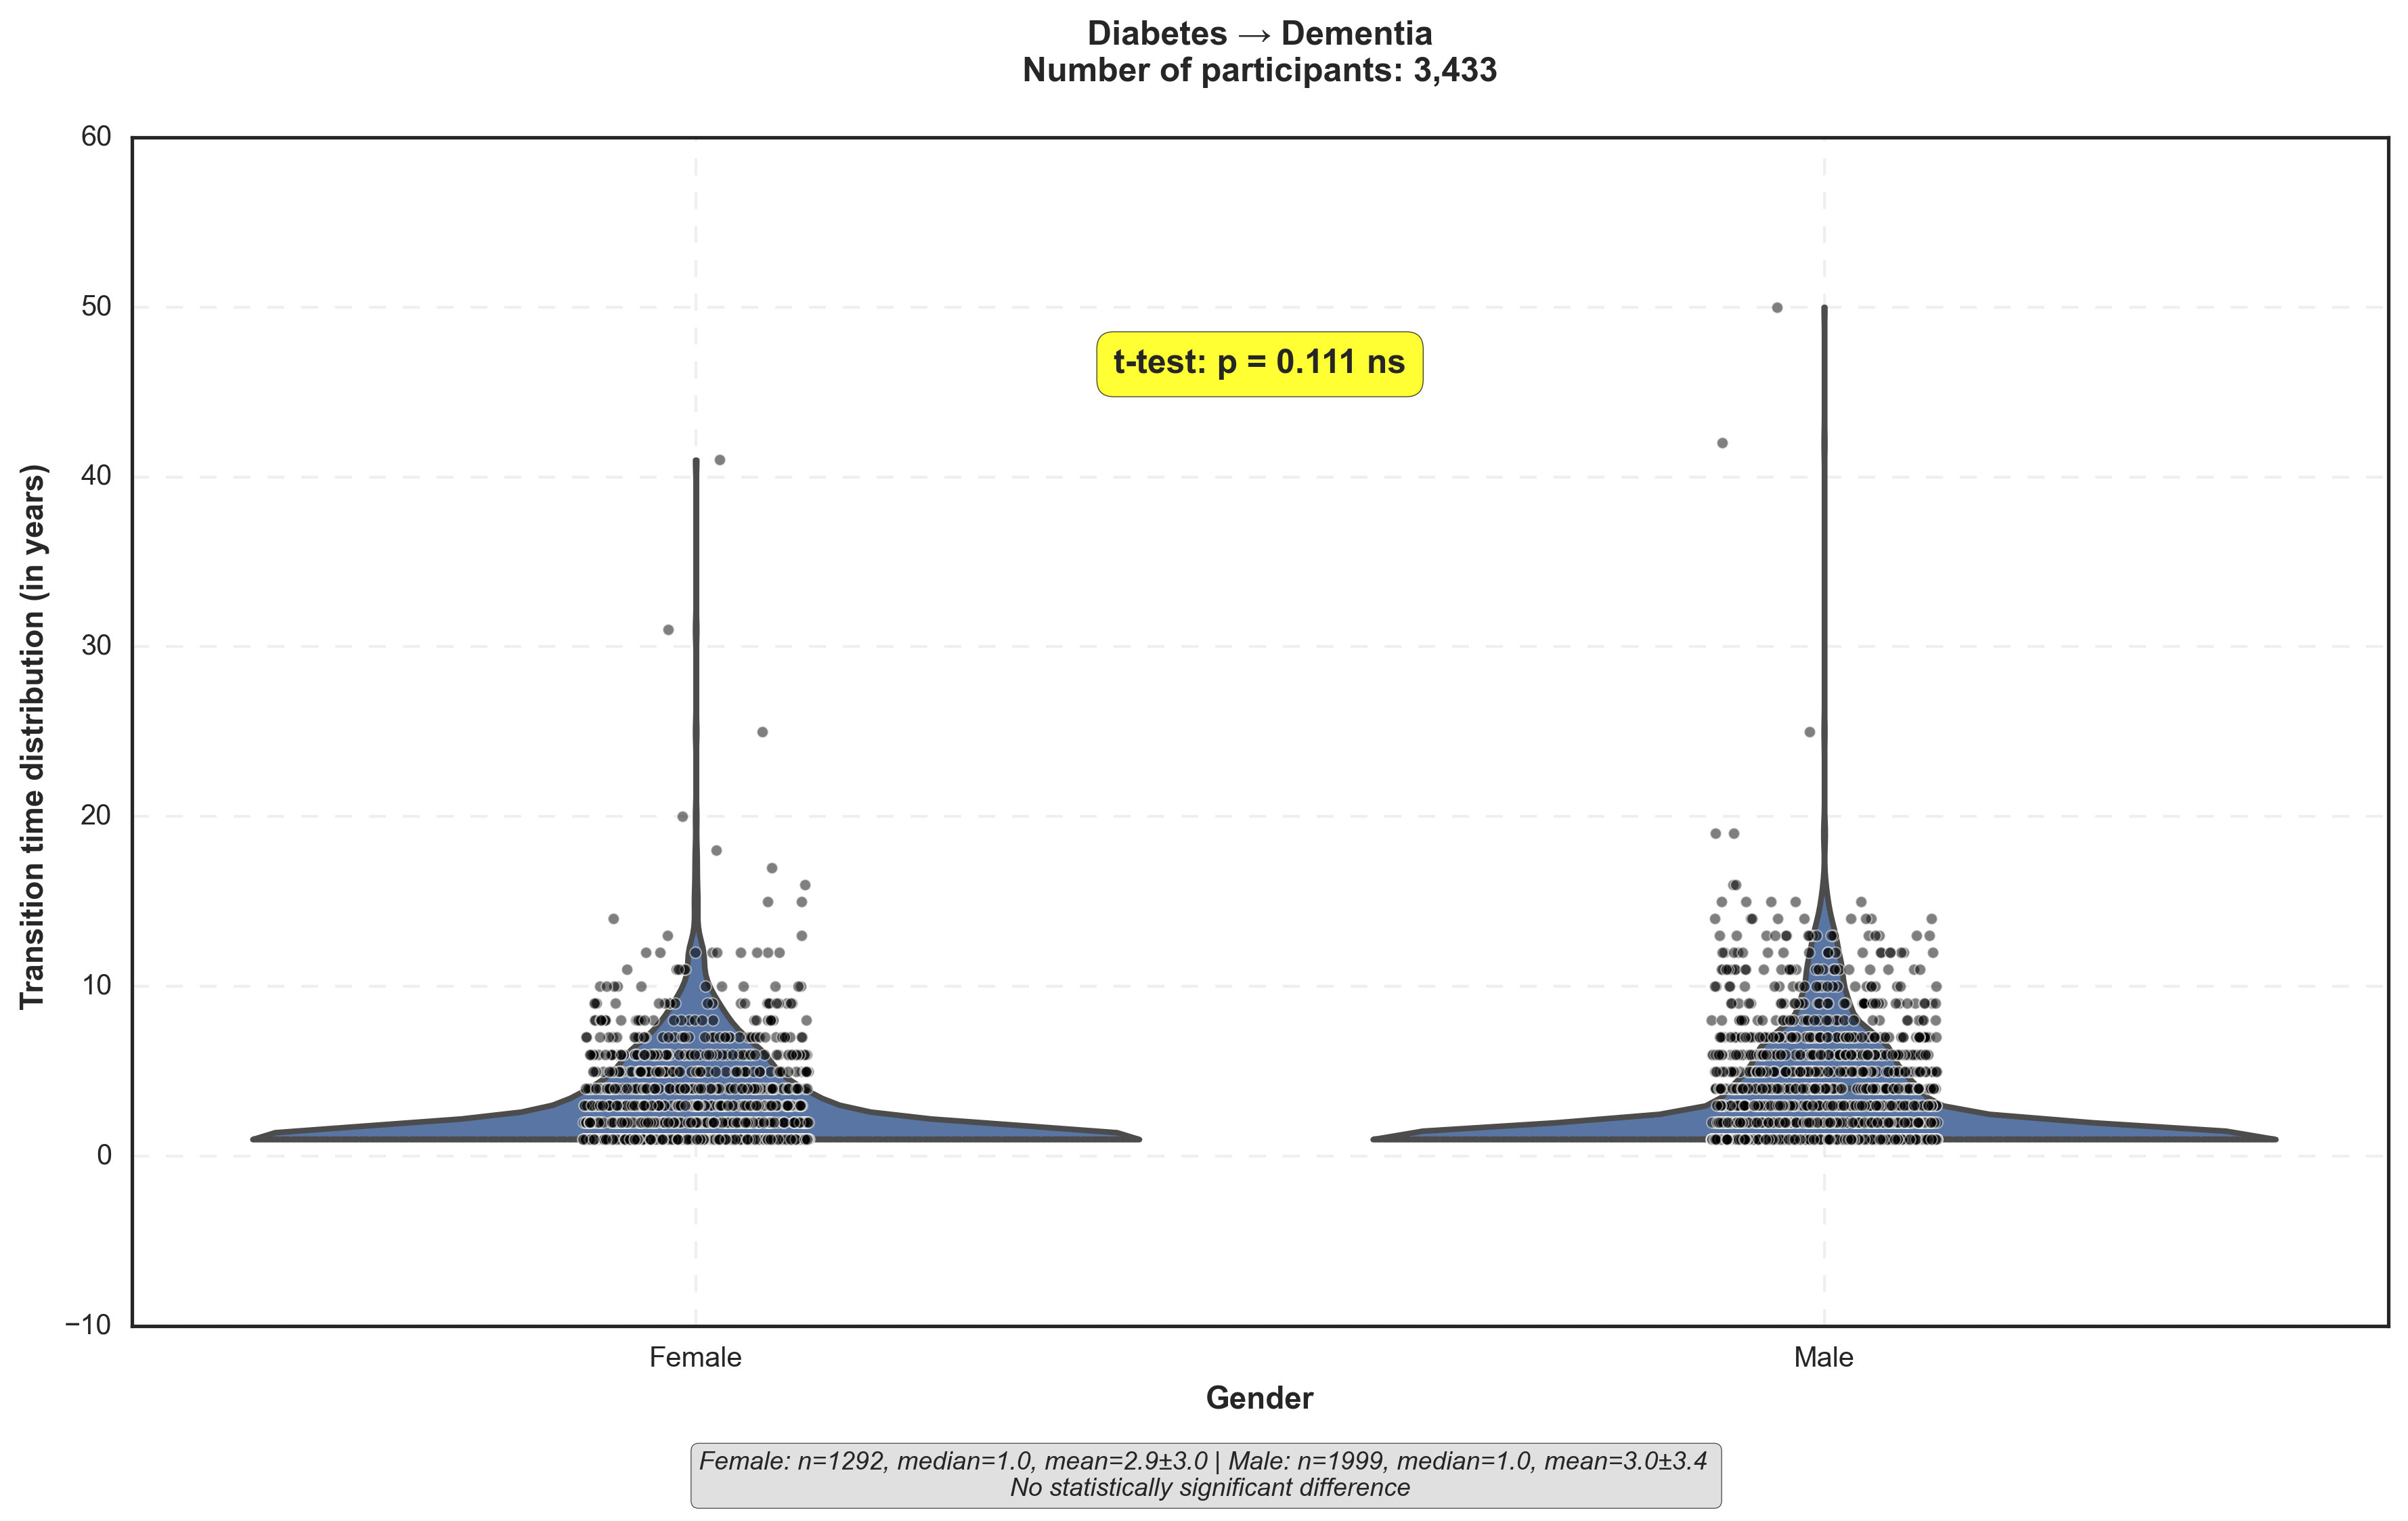 Diabetes → Dementia
Number of participants: 3,433
60
50
40
30
20
10
0
−10
Transition time distribution (in years)
t-test: p = 0.111 ns
Female
Male
Gender
Female: n=1292, median=1.0, mean=2.9±3.0 | Male: n=1999, median=1.0, mean=3.0±3.4
No statistically significant difference